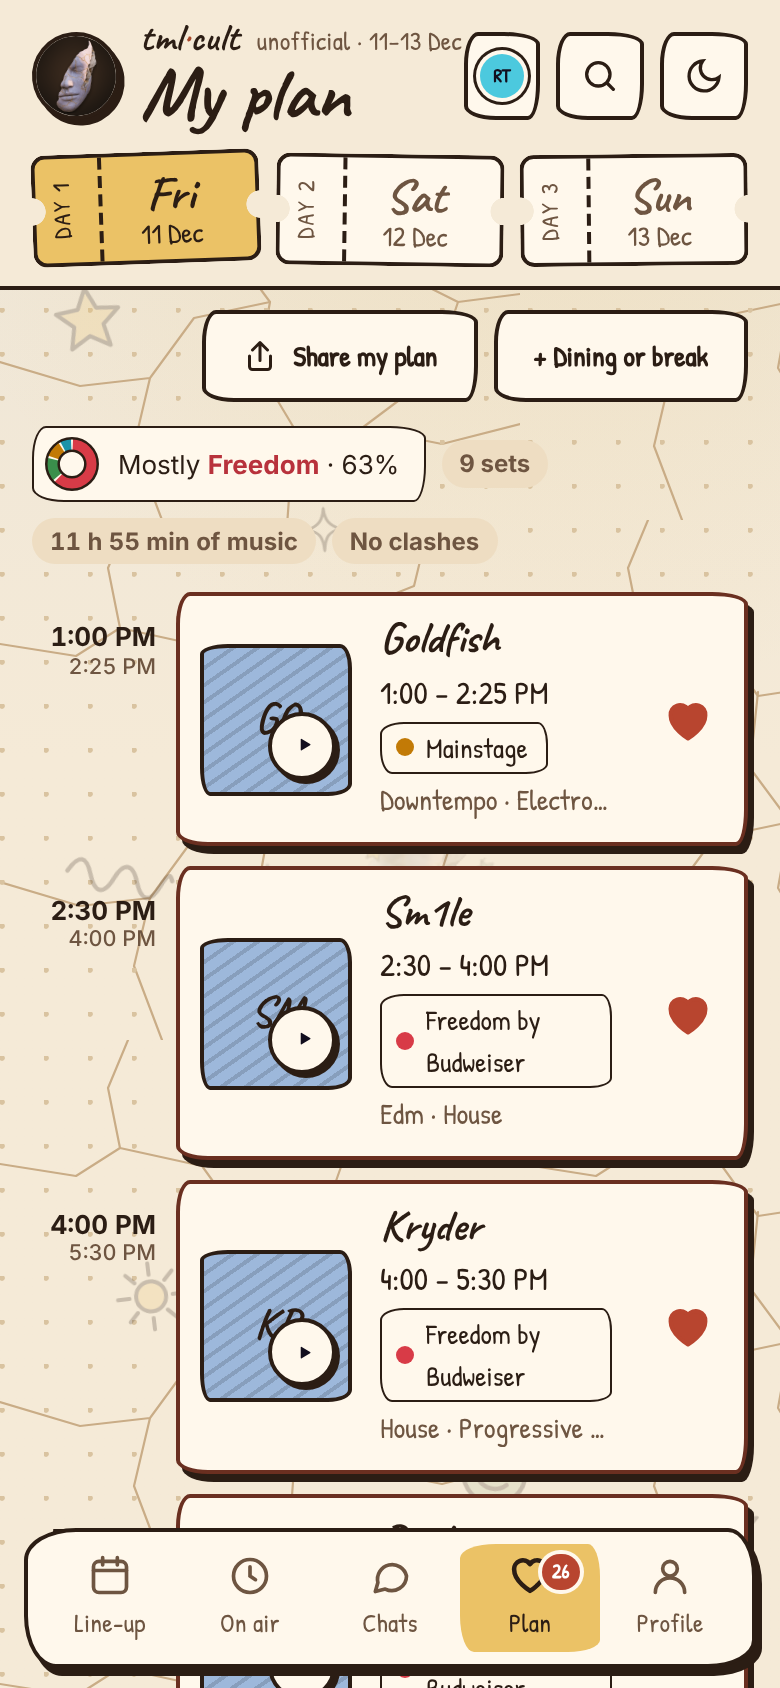 tml·cult unofficial · 11–13 Dec
My plan
RT
DAY 1
Fri
11 Dec
DAY 2
Sat
12 Dec
DAY 3
Sun
13 Dec
Share my plan
+ Dining or break
Mostly Freedom · 63%
9 sets
11 h 55 min of music
No clashes
1:00 PM
2:25 PM
Goldfish
1:00 – 2:25 PM
Mainstage
Downtempo · Electro...
2:30 PM
4:00 PM
Sm1le
2:30 – 4:00 PM
Freedom by
Budweiser
Edm · House
4:00 PM
5:30 PM
Kryder
4:00 – 5:30 PM
Freedom by
Budweiser
House · Progressive ...
Line-up
On air
Chats
26
Plan
Profile
Budweiser